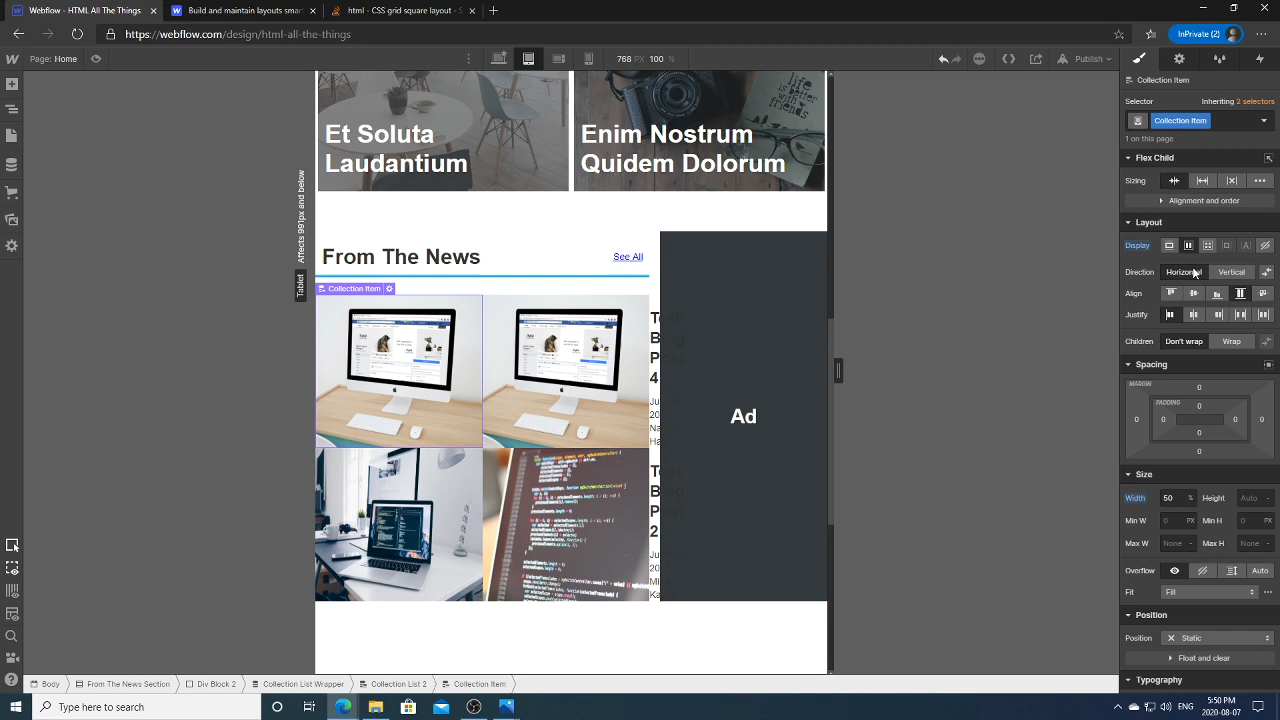 Webflow - HTML All The Things
Build and maintain layouts smart
html - CSS grid square layout - S
https://webflow.com/design/html-all-the-things
InPrivate (2)
Page: Home
768 PX 100 %
Publish
Collection Item
Selector
Inheriting 2 selectors
Collection Item
1 on this page
Flex Child
Sizing
Alignment and order
Layout
Display
Direction
Horizontal
Vertical
Align
Justify
Children
Don't wrap
Wrap
Spacing
MARGIN
0
PADDING
0
0
0
0
0
0
0
Size
Width
50
%
Height
Auto
Min W
0
PX
Min H
0
PX
Max W
None
-
Max H
None
-
Overflow
Auto
Fit
Fill
Position
Position
Static
Float and clear
Typography
Affects 991px and below
Tablet
Et Soluta
Laudantium
Enim Nostrum
Quidem Dolorum
From The News
See All
Collection Item
Ad
Body
From The News Section
Div Block 2
Collection List Wrapper
Collection List 2
Collection Item
Type here to search
ENG
5:50 PM
2020-08-07